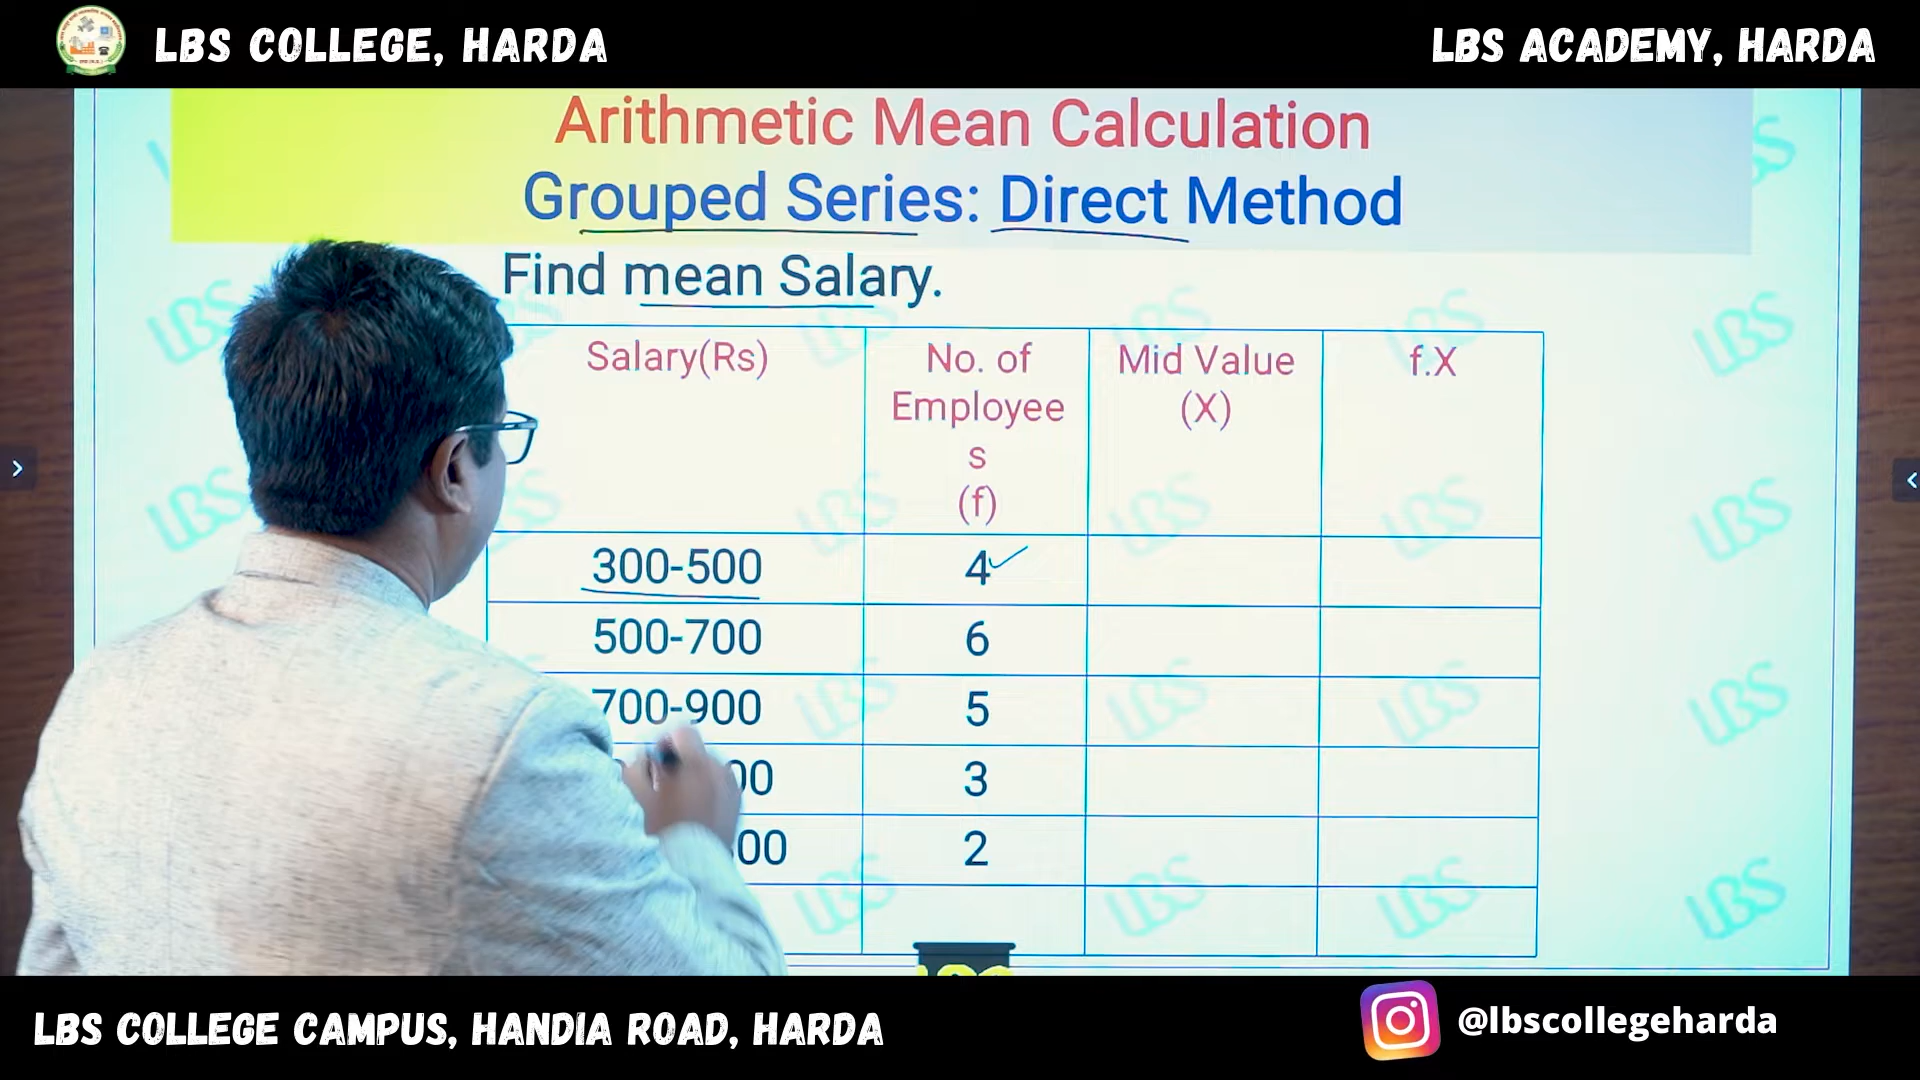 LBS COLLEGE, HARDA
LBS ACADEMY, HARDA
Arithmetic Mean Calculation
Grouped Series: Direct Method
Find mean Salary.
Salary(Rs)
No. of
Employee
s
(f)
Mid Value
(X)
f.X
300-500
4
500-700
6
700-900
5
3
2
LBS
LBS COLLEGE CAMPUS, HANDIA ROAD, HARDA
@lbscollegeharda